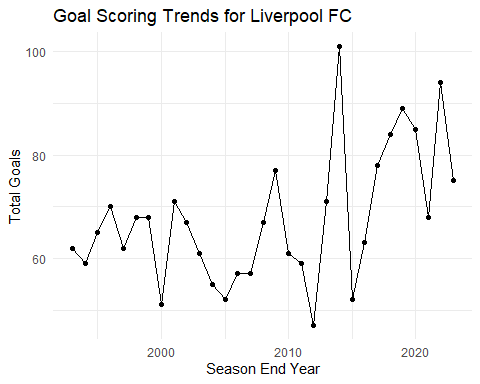 Goal Scoring Trends for Liverpool FC
Total Goals
100
80
60
2000 2010 2020
Season End Year